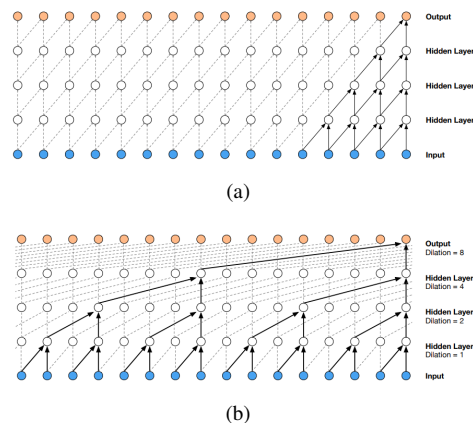 Output
Hidden Layer
Hidden Layer
Hidden Layer
Input
(a)
Output
Dilation = 8
Hidden Layer
Dilation = 4
Hidden Layer
Dilation = 2
Hidden Layer
Dilation = 1
Input
(b)